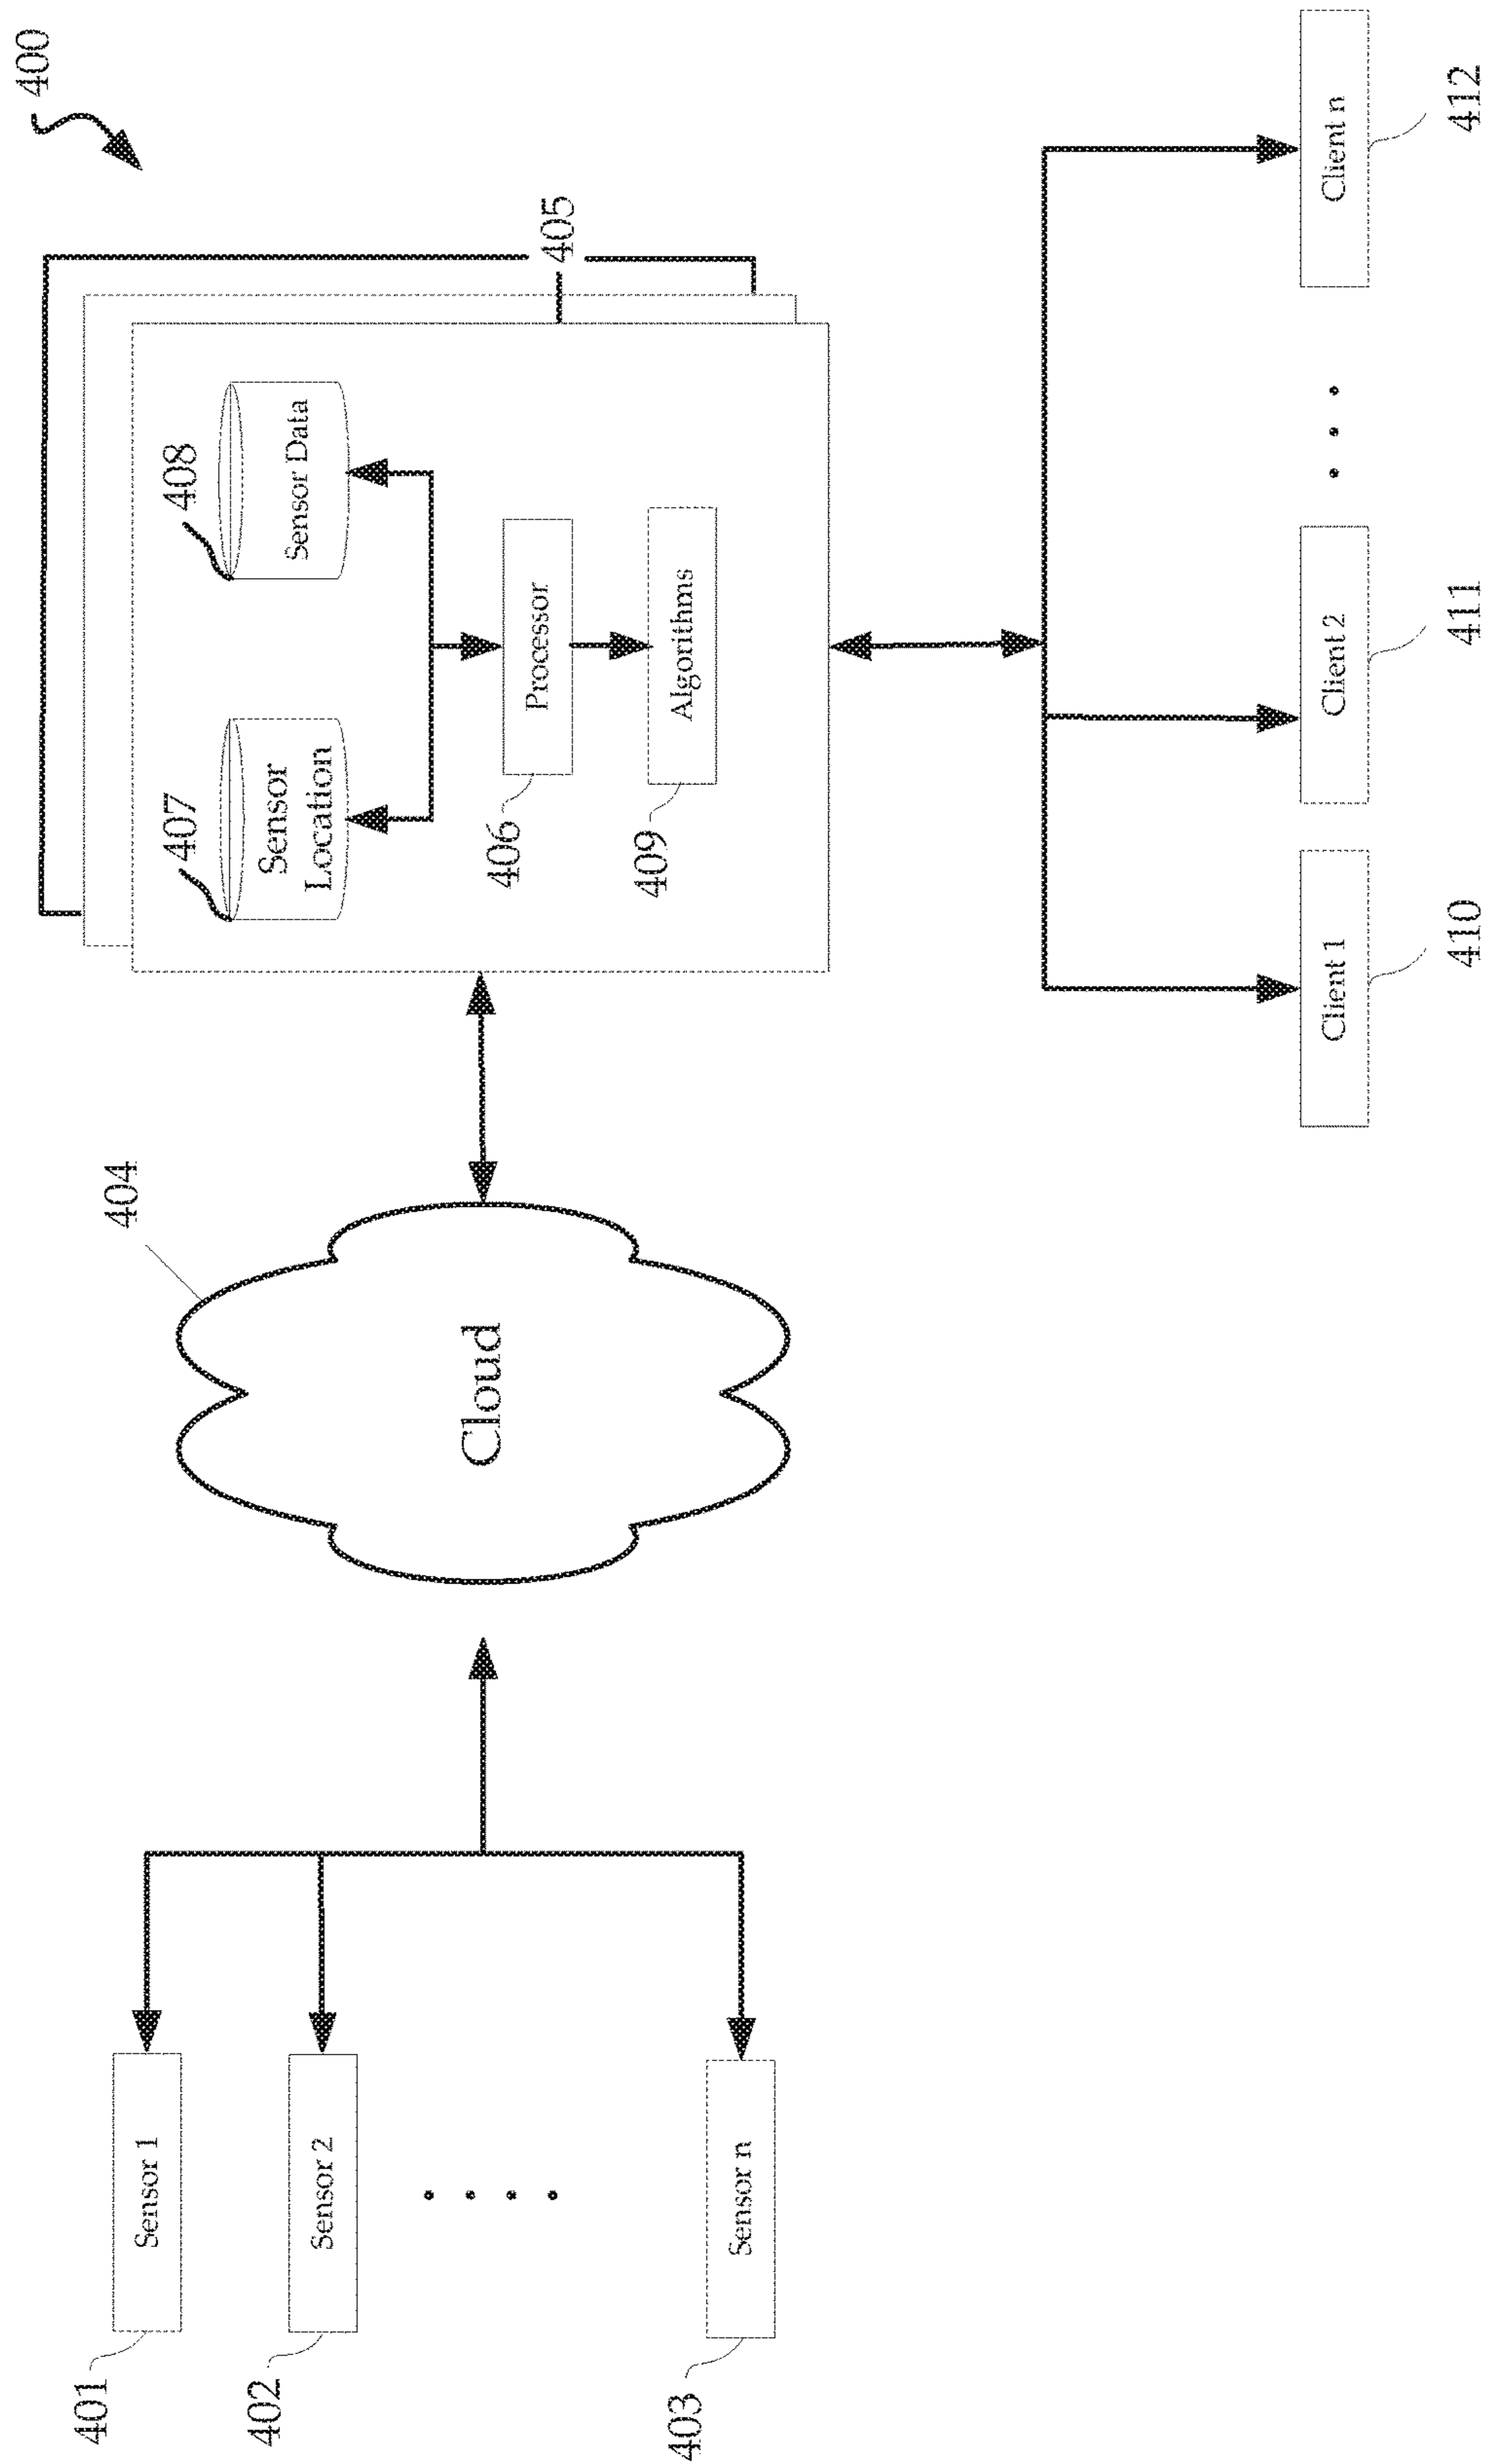 400
401
Sensor 1
402
Sensor 2
403
Sensor n
404
Cloud
405
407
Sensor
Location
408
Sensor Data
406
Processor
409
Algorithms
Client 1
410
Client 2
411
Client n
412